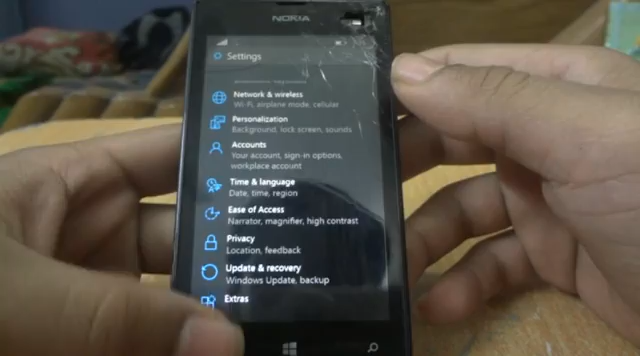 NOKIA
Settings
Network & wireless
Wi-Fi, airplane mode, cellular
Personalization
Background, lock screen, sounds
Accounts
Your account, sign-in options,
workplace account
Time & language
Date, time, region
Ease of Access
Narrator, magnifier, high contrast
Privacy
Location, feedback
Update & recovery
Windows Update, backup
Extras